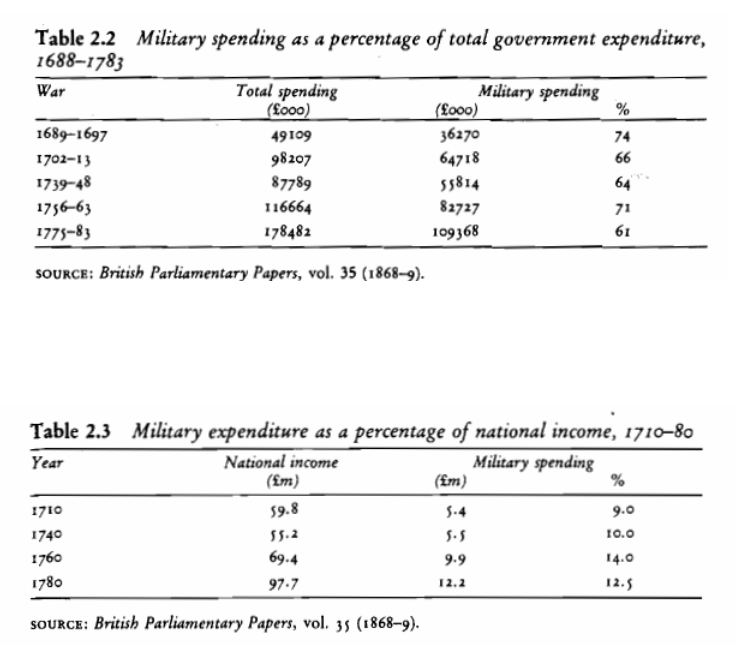 Table 2.2 Military spending as a percentage of total government expenditure,
1688–1783
War Total spending Military spending
(£000) (£000) %
1689–1697 49109 36270 74
1702–13 98207 64718 66
1739–48 87789 55814 64
1756–63 116664 82727 71
1775–83 178482 109368 61
SOURCE: British Parliamentary Papers, vol. 35 (1868–9).
Table 2.3 Military expenditure as a percentage of national income, 1710–80
Year National income Military spending
(£m) (£m) %
1710 59.8 5.4 9.0
1740 55.2 5.5 10.0
1760 69.4 9.9 14.0
1780 97.7 12.2 12.5
SOURCE: British Parliamentary Papers, vol. 35 (1868–9).